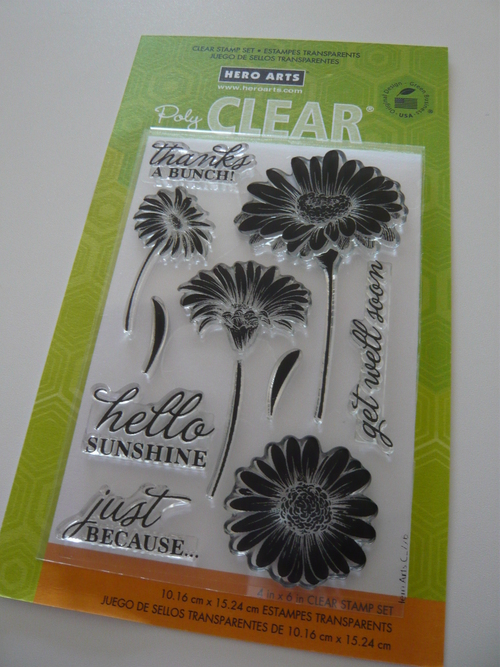 CLEAR STAMP SET • ESTAMPES TRANSPARENTS
JUEGO DE SELLOS TRANSPARENTES
HERO ARTS®
www.heroarts.com
Poly CLEAR®
USA
thanks
A BUNCH!
get well soon
hello
SUNSHINE
just
BECAUSE...
4 in x 6 in CLEAR STAMP SET
10.16 cm x 15.24 cm ESTAMPES TRANSPARENTS
JUEGO DE SELLOS TRANSPARENTES DE 10.16 cm x 15.24 cm